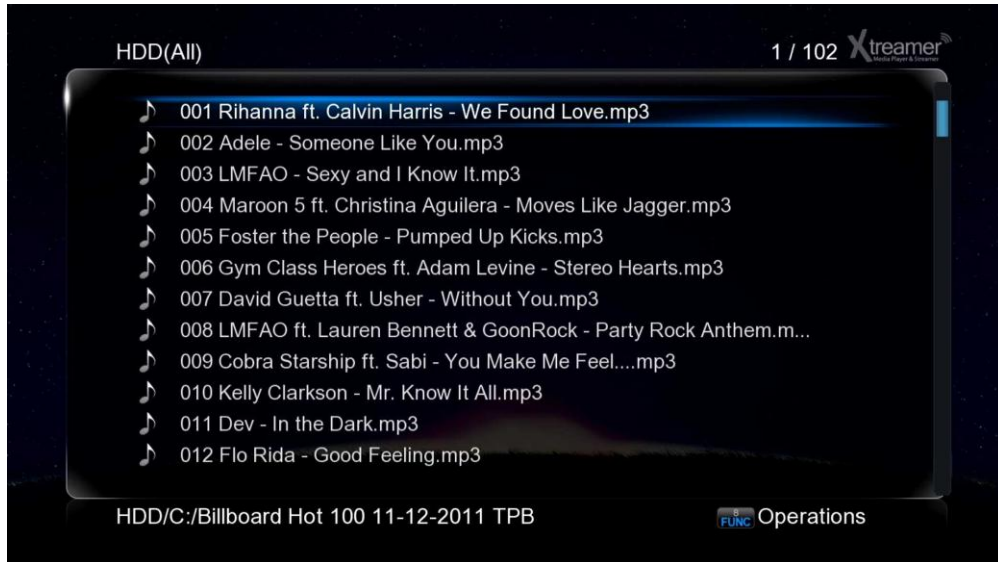 HDD(All)
1 / 102
Xtreamer
Media Player & Streamer
001 Rihanna ft. Calvin Harris - We Found Love.mp3
002 Adele - Someone Like You.mp3
003 LMFAO - Sexy and I Know It.mp3
004 Maroon 5 ft. Christina Aguilera - Moves Like Jagger.mp3
005 Foster the People - Pumped Up Kicks.mp3
006 Gym Class Heroes ft. Adam Levine - Stereo Hearts.mp3
007 David Guetta ft. Usher - Without You.mp3
008 LMFAO ft. Lauren Bennett & GoonRock - Party Rock Anthem.m...
009 Cobra Starship ft. Sabi - You Make Me Feel....mp3
010 Kelly Clarkson - Mr. Know It All.mp3
011 Dev - In the Dark.mp3
012 Flo Rida - Good Feeling.mp3
HDD/C:/Billboard Hot 100 11-12-2011 TPB
FUNC Operations